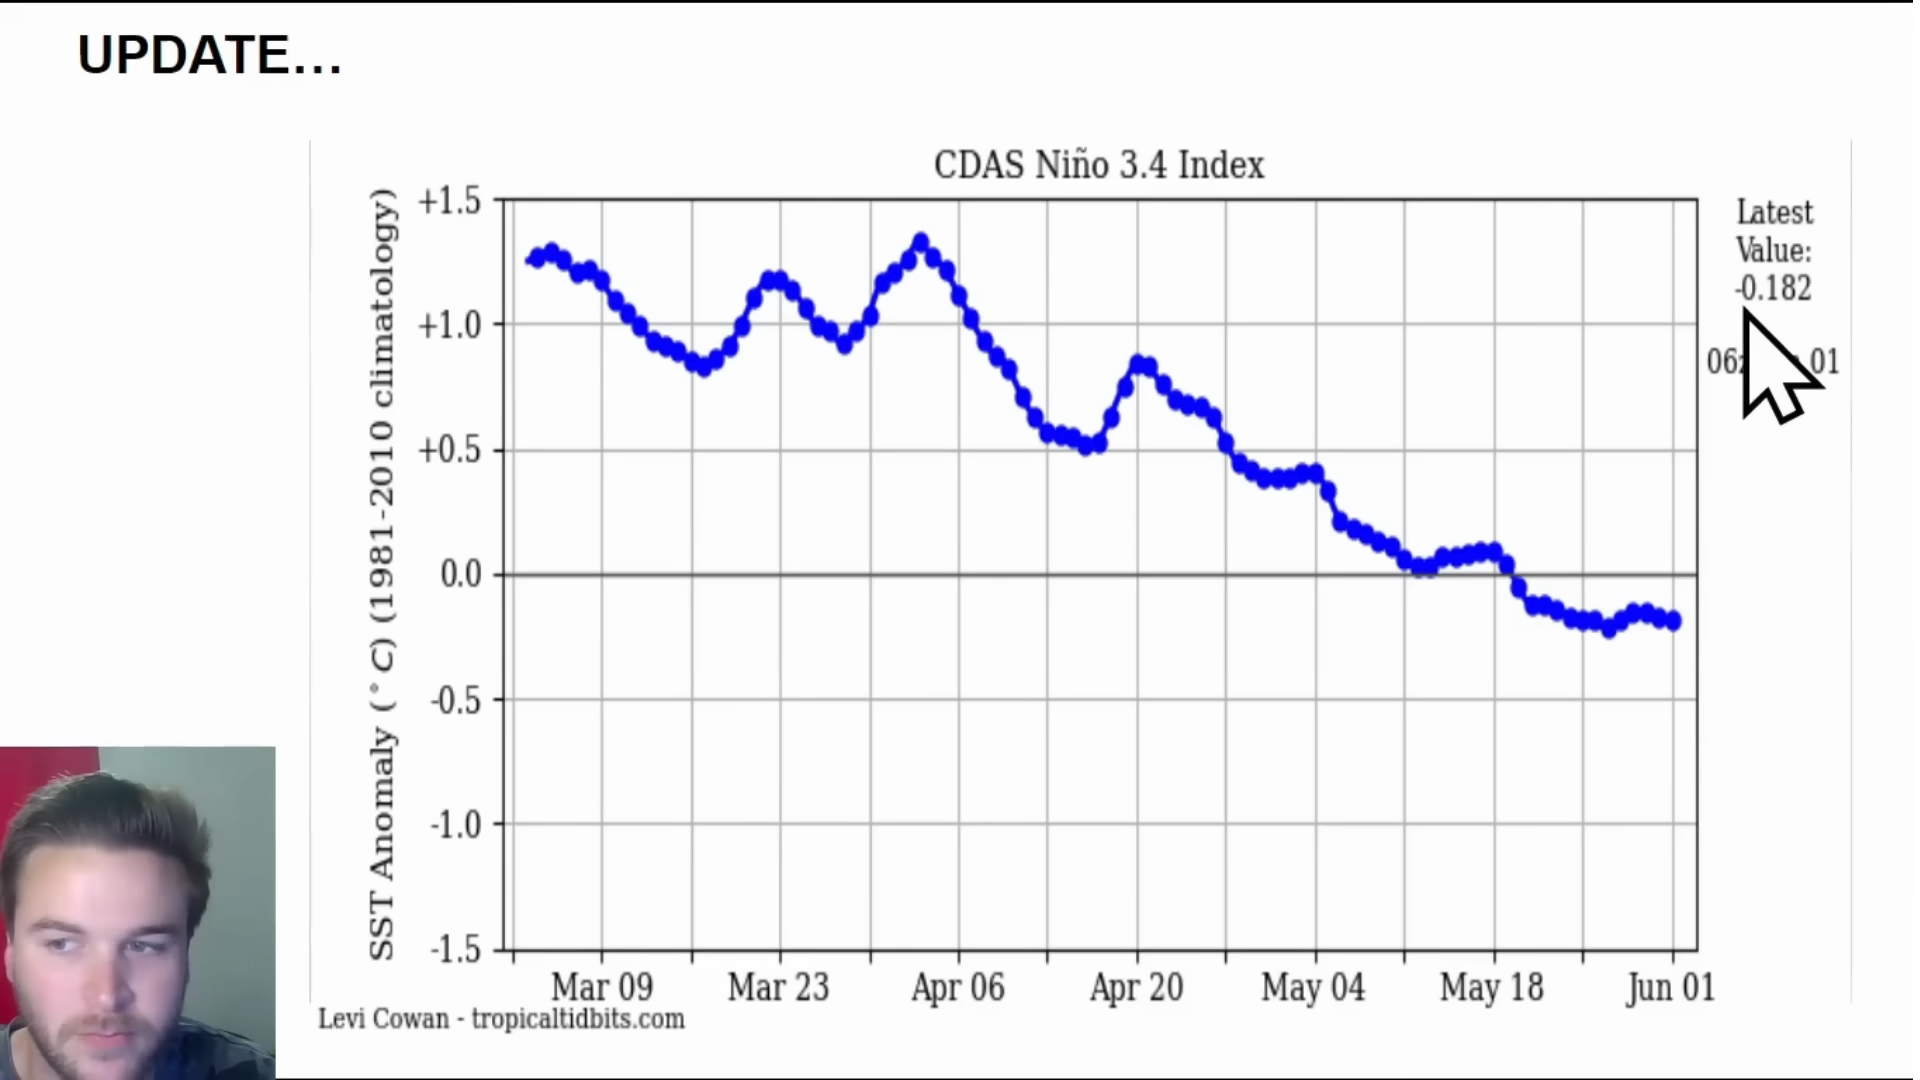 UPDATE...
CDAS Niño 3.4 Index
Latest
Value:
-0.182
01
SST Anomaly (°C) (1981-2010 climatology)
+1.5
+1.0
+0.5
0.0
-0.5
-1.0
-1.5
Mar 09 Mar 23 Apr 06 Apr 20 May 04 May 18 Jun 01
Levi Cowan - tropicaltidbits.com